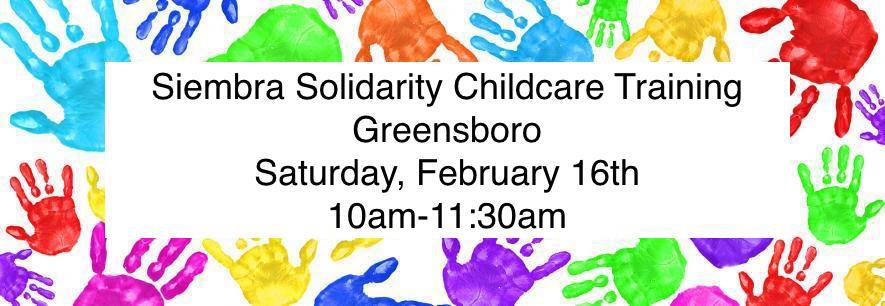 Siembra Solidarity Childcare Training
Greensboro
Saturday, February 16th
10am-11:30am